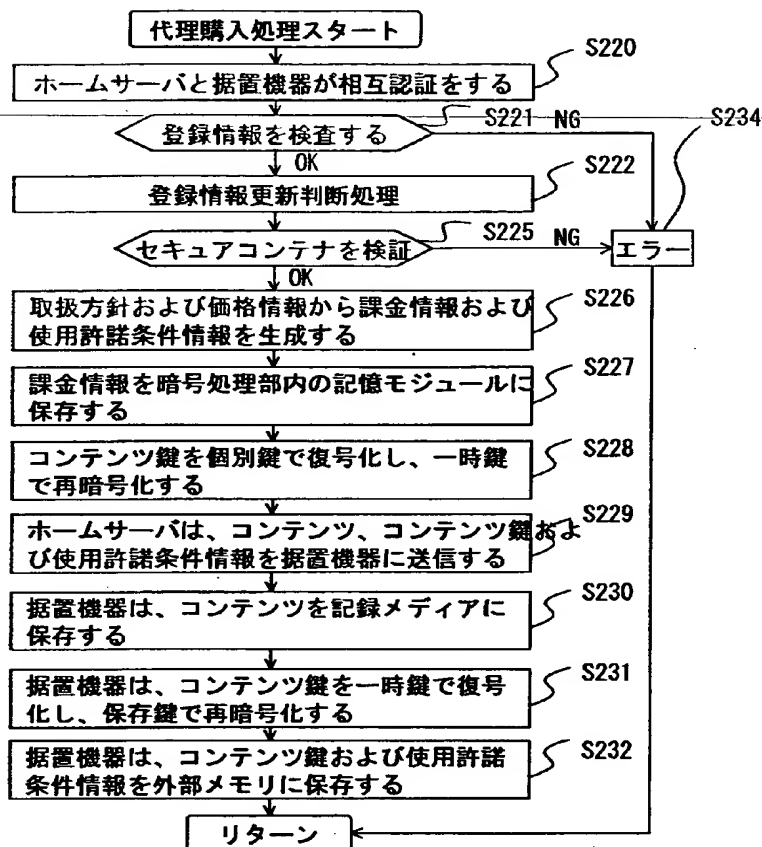 代理購入処理スタート
S220
ホームサーバと据置機器が相互認証をする
S221 NG
S234
登録情報を検査する
OK
S222
登録情報更新判断処理
S225 NG
セキュアコンテナを検証
エラー
OK
S226
取扱方針および価格情報から課金情報および
使用許諾条件情報を生成する
S227
課金情報を暗号処理部内の記憶モジュールに
保存する
S228
コンテンツ鍵を個別鍵で復号化し、一時鍵
で再暗号化する
S229
ホームサーバは、コンテンツ、コンテンツ鍵およ
び使用許諾条件情報を据置機器に送信する
S230
据置機器は、コンテンツを記録メディアに
保存する
S231
据置機器は、コンテンツ鍵を一時鍵で復号
化し、保存鍵で再暗号化する
S232
据置機器は、コンテンツ鍵および使用許諾
条件情報を外部メモリに保存する
リターン